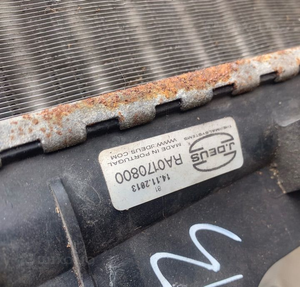 J.DEUS
MADE IN PORTUGAL
WWW.JDEUS.COM
RA0170800
14.11.2013